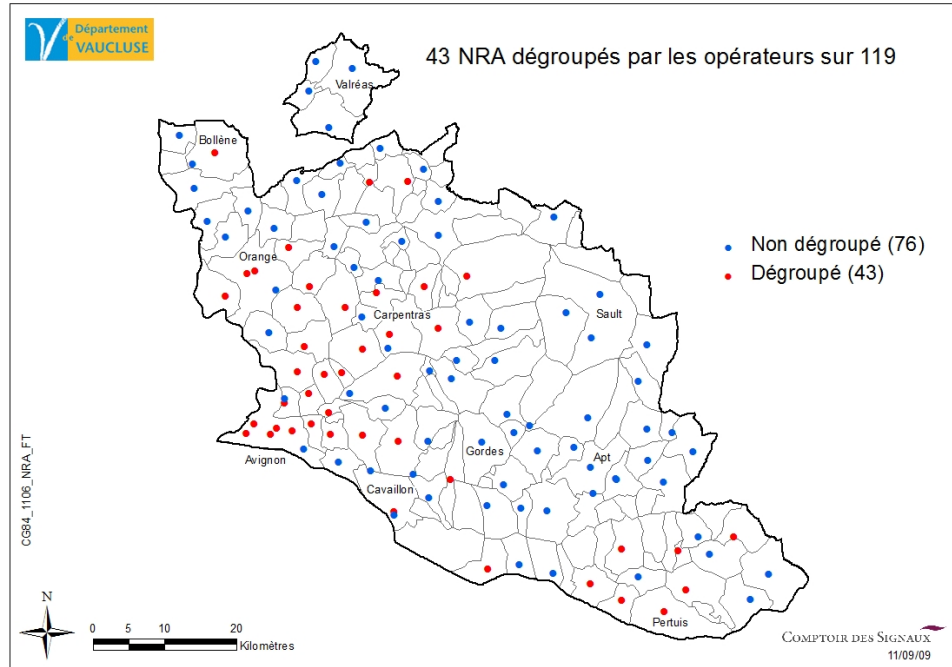 Département
de VAUCLUSE
43 NRA dégroupés par les opérateurs sur 119
Valréas
Bollène
Non dégroupé (76)
Orange
Dégroupé (43)
Carpentras
Sault
Gordes
Apt
Avignon
Cavaillon
CG84_1106_NRA_FT
Pertuis
N
0 5 10 20
Kilomètres
COMPTOIR DES SIGNAUX
11/09/09